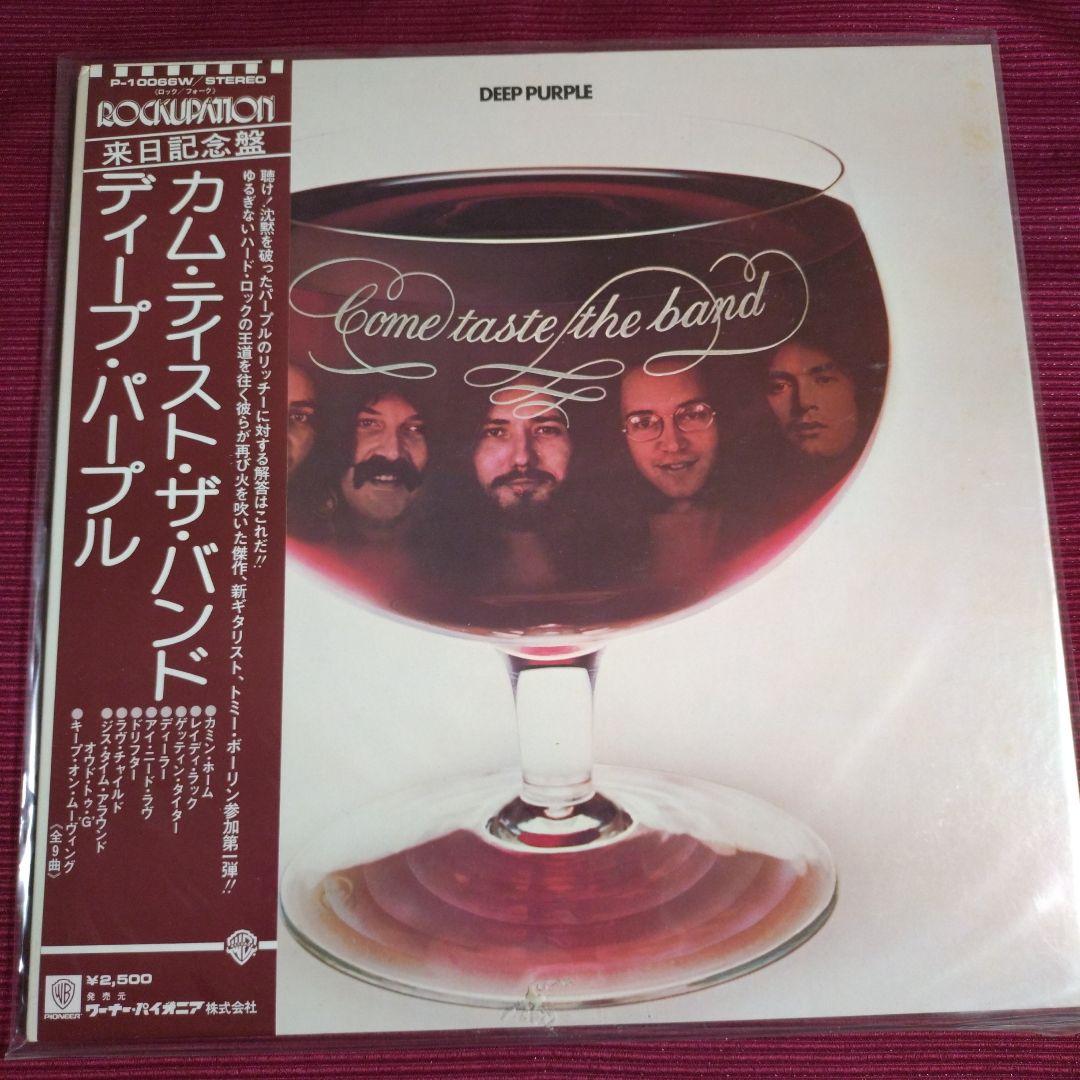 P-10066W/STEREO
(ロック/フォーク)
ROCKUPATION
来日記念盤
聴け!沈黙を破ったパープルのリッチーに対する解答はこれだ!!
ゆるぎないハード・ロックの王道を往く彼らが再び火を吹いた傑作、新ギタリスト、トミー・ボーリン参加第一弾!!
カム・テイスト・ザ・バンド
ディープ・パープル
●カミン・ホーム
●レイディ・ラック
●ゲッティン・タイター
●ディーラー
●アイ・ニード・ラヴ
●ドリフター
●ラヴ・チャイルド
●ジス・タイム・アラウンド
オウド・トゥ・'G'
●キープ・オン・ムーヴィング
《全9曲》
WB
PIONEER
¥2,500
発売元
ワーナー・パイオニア株式会社
DEEP PURPLE
Come taste the band